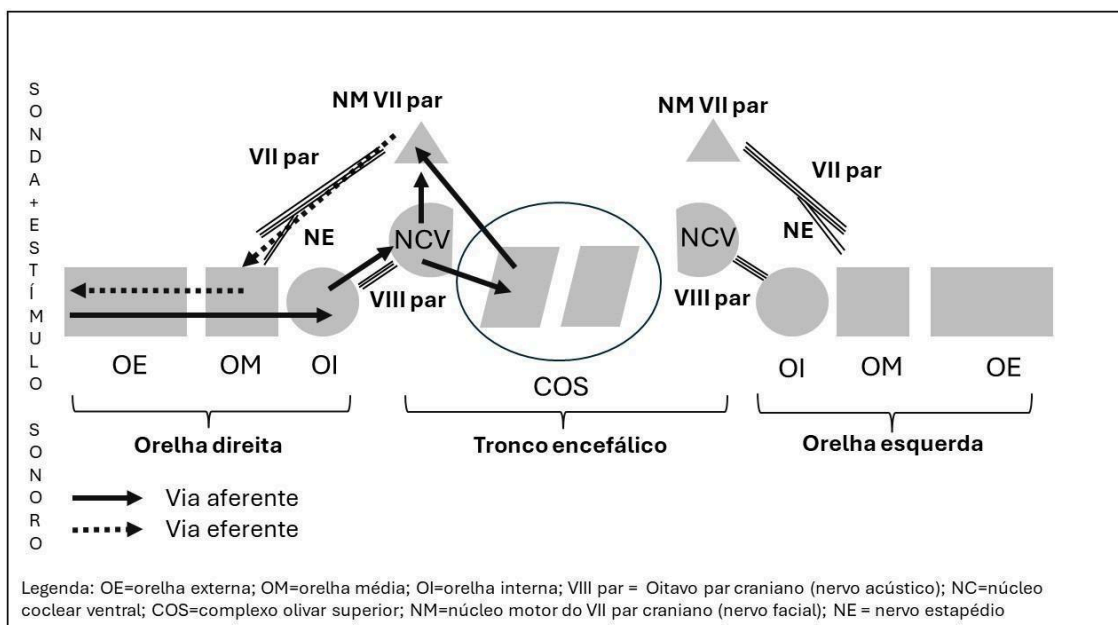 SONDA+ESTÍMULO SONORO
NM VII par
NM VII par
VII par
VII par
NE
NE
NCV
NCV
VIII par
VIII par
OE
OM
OI
COS
OI
OM
OE
Orelha direita
Tronco encefálico
Orelha esquerda
Via aferente
Via eferente
Legenda: OE=orelha externa; OM=orelha média; OI=orelha interna; VIII par = Oitavo par craniano (nervo acústico); NC=núcleo
coclear ventral; COS=complexo olivar superior; NM=núcleo motor do VII par craniano (nervo facial); NE = nervo estapédio